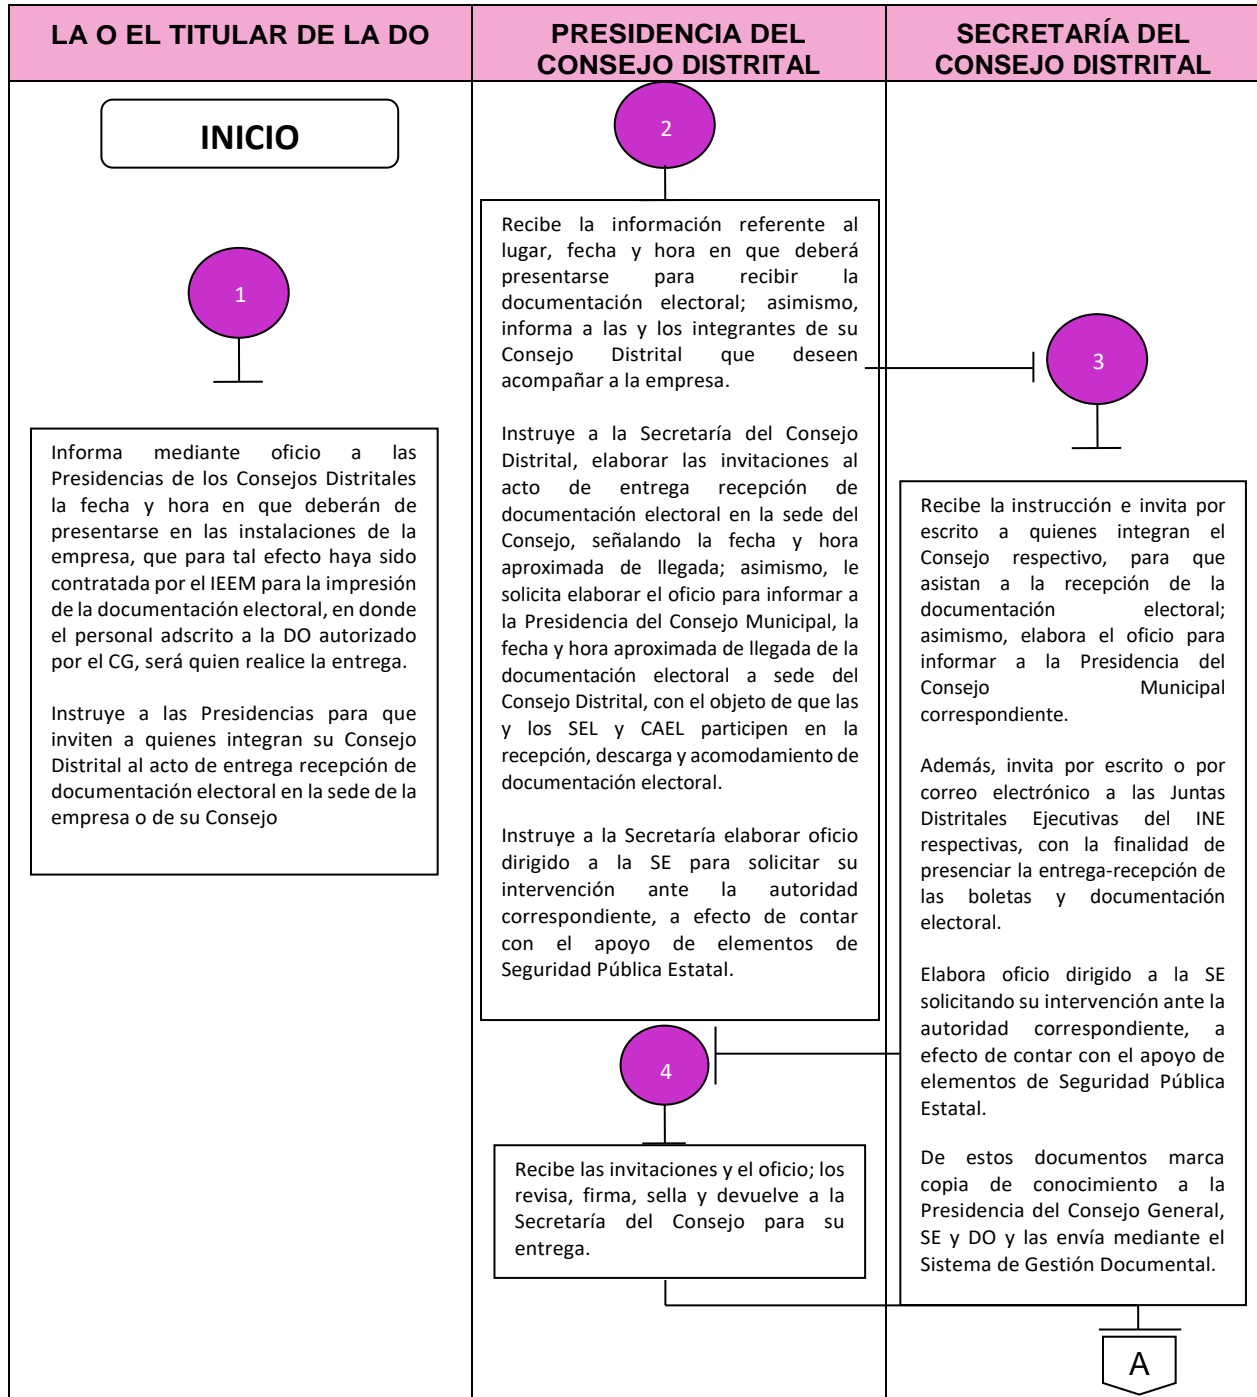 LA O EL TITULAR DE LA DO
PRESIDENCIA DEL
CONSEJO DISTRITAL
SECRETARÍA DEL
CONSEJO DISTRITAL
INICIO
1
Informa mediante oficio a las
Presidencias de los Consejos Distritales
la fecha y hora en que deberán de
presentarse en las instalaciones de la
empresa, que para tal efecto haya sido
contratada por el IEEM para la impresión
de la documentación electoral, en donde
el personal adscrito a la DO autorizado
por el CG, será quien realice la entrega.
Instruye a las Presidencias para que
inviten a quienes integran su Consejo
Distrital al acto de entrega recepción de
documentación electoral en la sede de la
empresa o de su Consejo
2
Recibe la información referente al
lugar, fecha y hora en que deberá
presentarse para recibir la
documentación electoral; asimismo,
informa a las y los integrantes de su
Consejo Distrital que deseen
acompañar a la empresa.
Instruye a la Secretaría del Consejo
Distrital, elaborar las invitaciones al
acto de entrega recepción de
documentación electoral en la sede del
Consejo, señalando la fecha y hora
aproximada de llegada; asimismo, le
solicita elaborar el oficio para informar a
la Presidencia del Consejo Municipal, la
fecha y hora aproximada de llegada de la
documentación electoral a sede del
Consejo Distrital, con el objeto de que las
y los SEL y CAEL participen en la
recepción, descarga y acomodamiento de
documentación electoral.
Instruye a la Secretaría elaborar oficio
dirigido a la SE para solicitar su
intervención ante la autoridad
correspondiente, a efecto de contar
con el apoyo de elementos de
Seguridad Pública Estatal.
3
Recibe la instrucción e invita por
escrito a quienes integran el
Consejo respectivo, para que
asistan a la recepción de la
documentación electoral;
asimismo, elabora el oficio para
informar a la Presidencia del
Consejo Municipal
correspondiente.
Además, invita por escrito o por
correo electrónico a las Juntas
Distritales Ejecutivas del INE
respectivas, con la finalidad de
presenciar la entrega-recepción de
las boletas y documentación
electoral.
Elabora oficio dirigido a la SE
solicitando su intervención ante la
autoridad correspondiente, a
efecto de contar con el apoyo de
elementos de Seguridad Pública
Estatal.
De estos documentos marca
copia de conocimiento a la
Presidencia del Consejo General,
SE y DO y las envía mediante el
Sistema de Gestión Documental.
4
Recibe las invitaciones y el oficio; los
revisa, firma, sella y devuelve a la
Secretaría del Consejo para su
entrega.
A